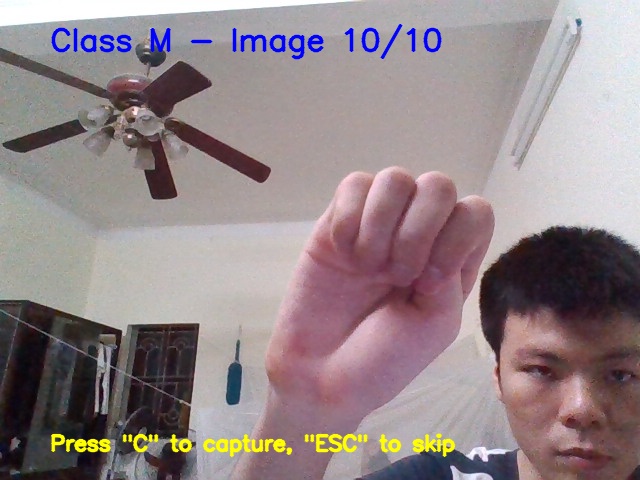 Class M - Image 10/10
Press "C" to capture, "ESC" to skip